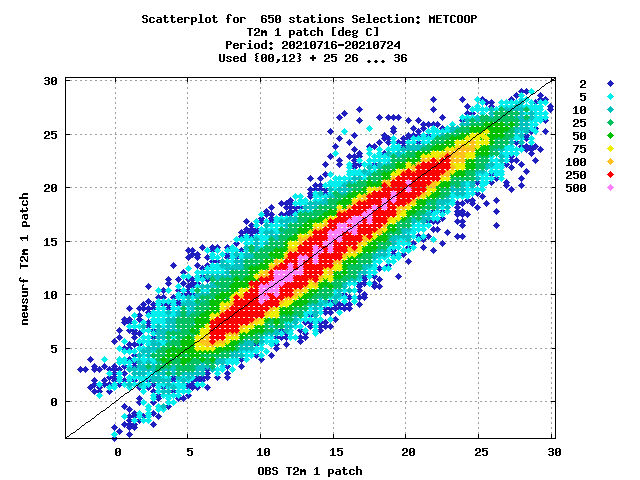 Scatterplot for  650 stations Selection: METCOOP
T2m 1 patch [deg C]
Period: 20210716-20210724
Used {00,12} + 25 26 ... 36
30
25
20
15
10
5
0
newsurf T2m 1 patch
0 5 10 15 20 25 30
OBS T2m 1 patch
2
5
10
25
50
75
100
250
500